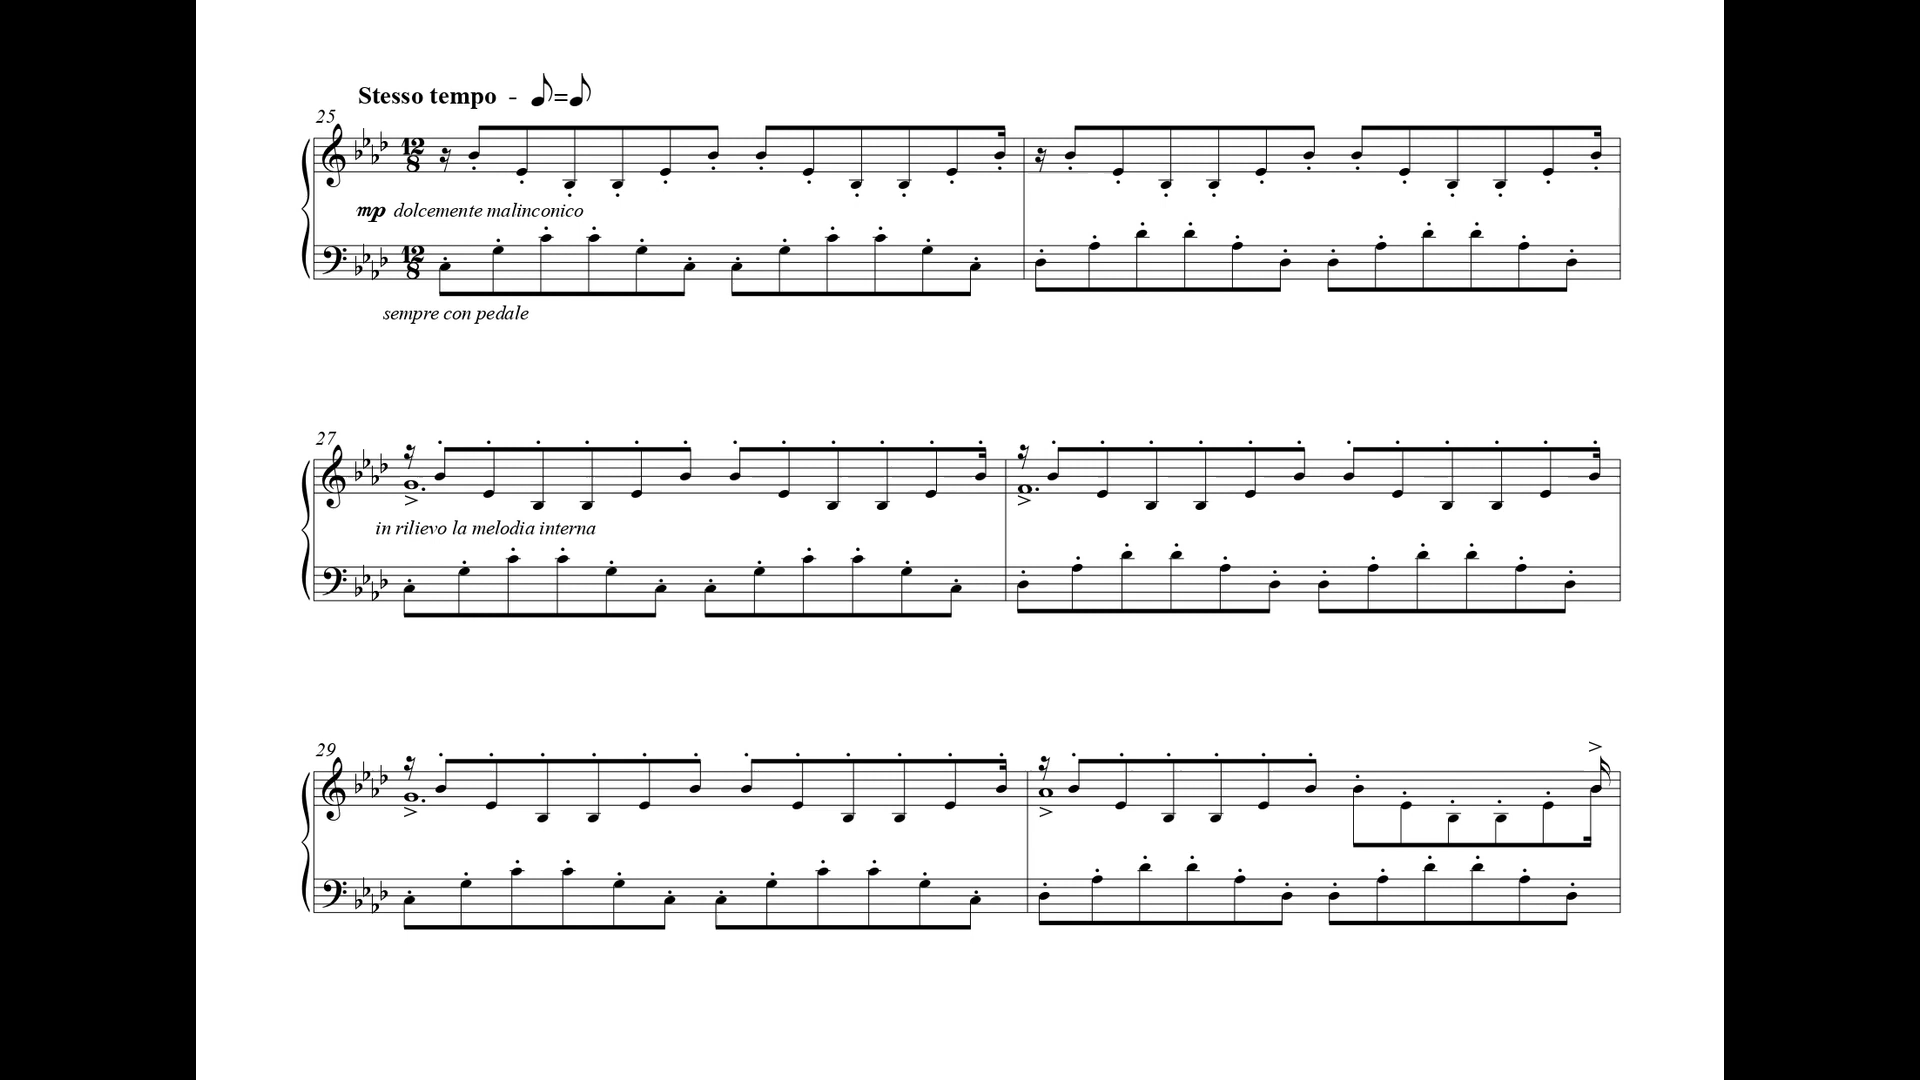 Stesso tempo - ♪=♪
25
12
8
mp dolcemente malinconico
12
8
sempre con pedale
27
in rilievo la melodia interna
29